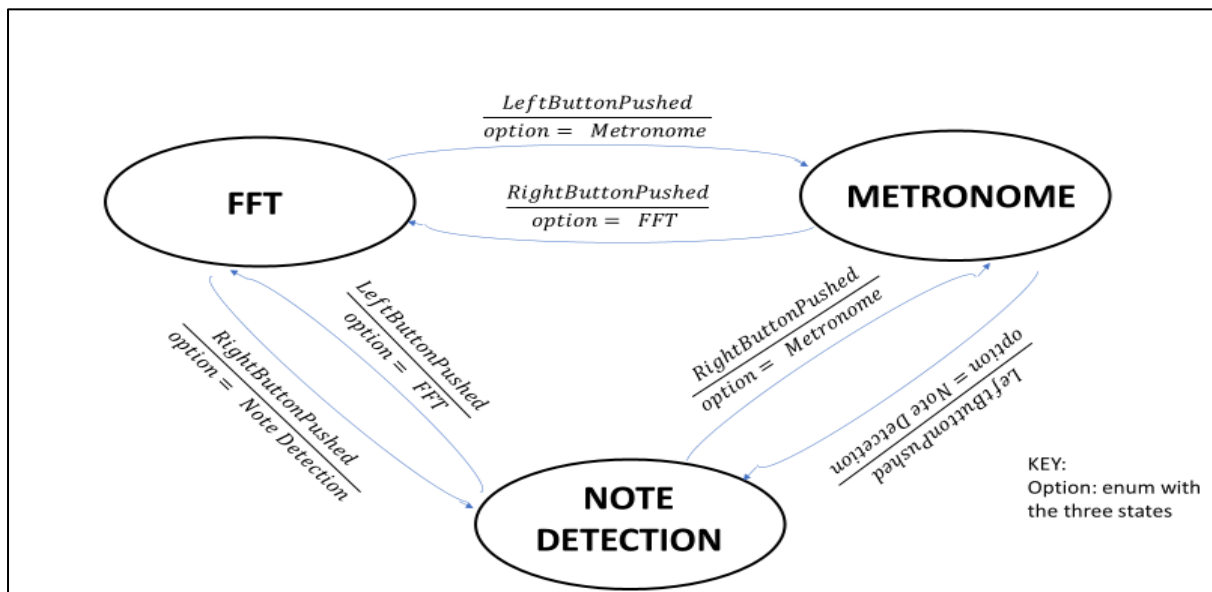 LeftButtonPushed
option = Metronome
FFT
RightButtonPushed
option = FFT
METRONOME
LeftButtonPushed
option = FFT
RightButtonPushed
option = Note Detection
RightButtonPushed
option = Metronome
LeftButtonPushed
option = Note Detcetion
NOTE
DETECTION
KEY:
Option: enum with
the three states